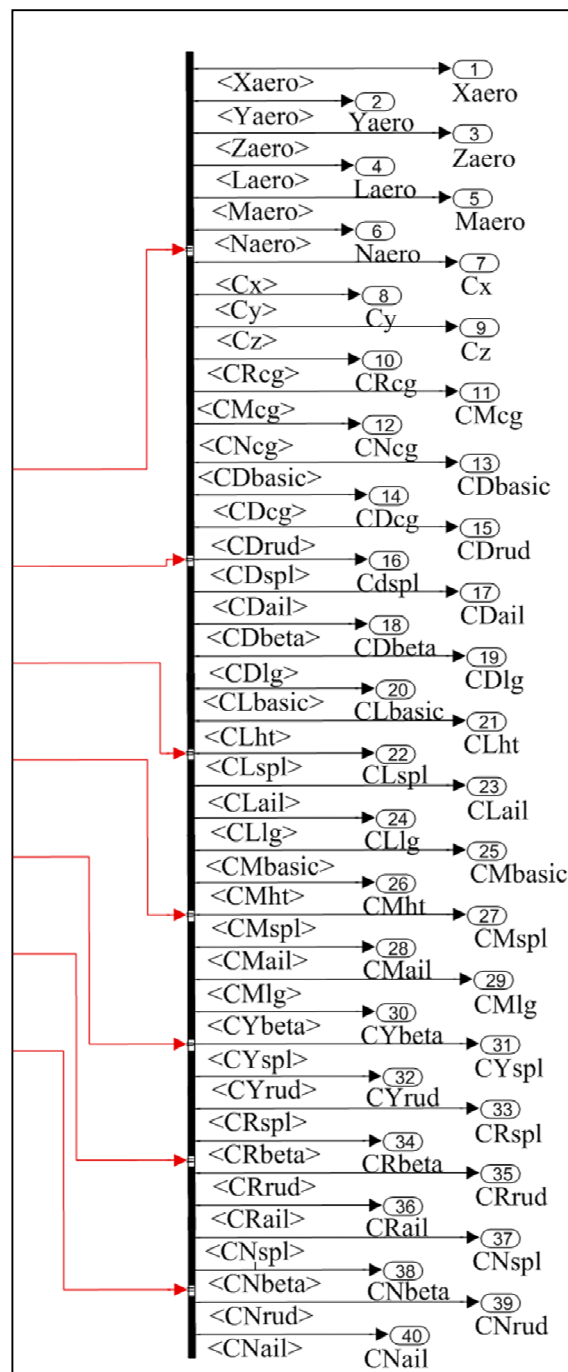 1
<Xaero>
Xaero
2
<Yaero>
Yaero
3
<Zaero>
Zaero
4
<Laero>
Laero
5
<Maero>
Maero
6
<Naero>
Naero
7
<Cx>
Cx
8
<Cy>
Cy
9
<Cz>
Cz
10
<CRcg>
CRcg
11
<CMcg>
CMcg
12
<CNcg>
CNcg
13
<CDbasic>
CDbasic
14
<CDcg>
CDcg
15
<CDrud>
CDrud
16
<CDspl>
Cdspl
17
<CDail>
CDail
18
<CDbeta>
CDbeta
19
<CDlg>
CDlg
20
<CLbasic>
CLbasic
21
<CLht>
CLht
22
<CLspl>
CLspl
23
<CLail>
CLail
24
<CLlg>
CLlg
25
<CMbasic>
CMbasic
26
<CMht>
CMht
27
<CMspl>
CMspl
28
<CMail>
CMail
29
<CMlg>
CMlg
30
<CYbeta>
CYbeta
31
<CYspl>
CYspl
32
<CYrud>
CYrud
33
<CRspl>
CRspl
34
<CRbeta>
CRbeta
35
<CRrud>
CRrud
36
<CRail>
CRail
37
<CNspl>
CNspl
38
<CNbeta>
CNbeta
39
<CNrud>
CNrud
40
<CNail>
CNail